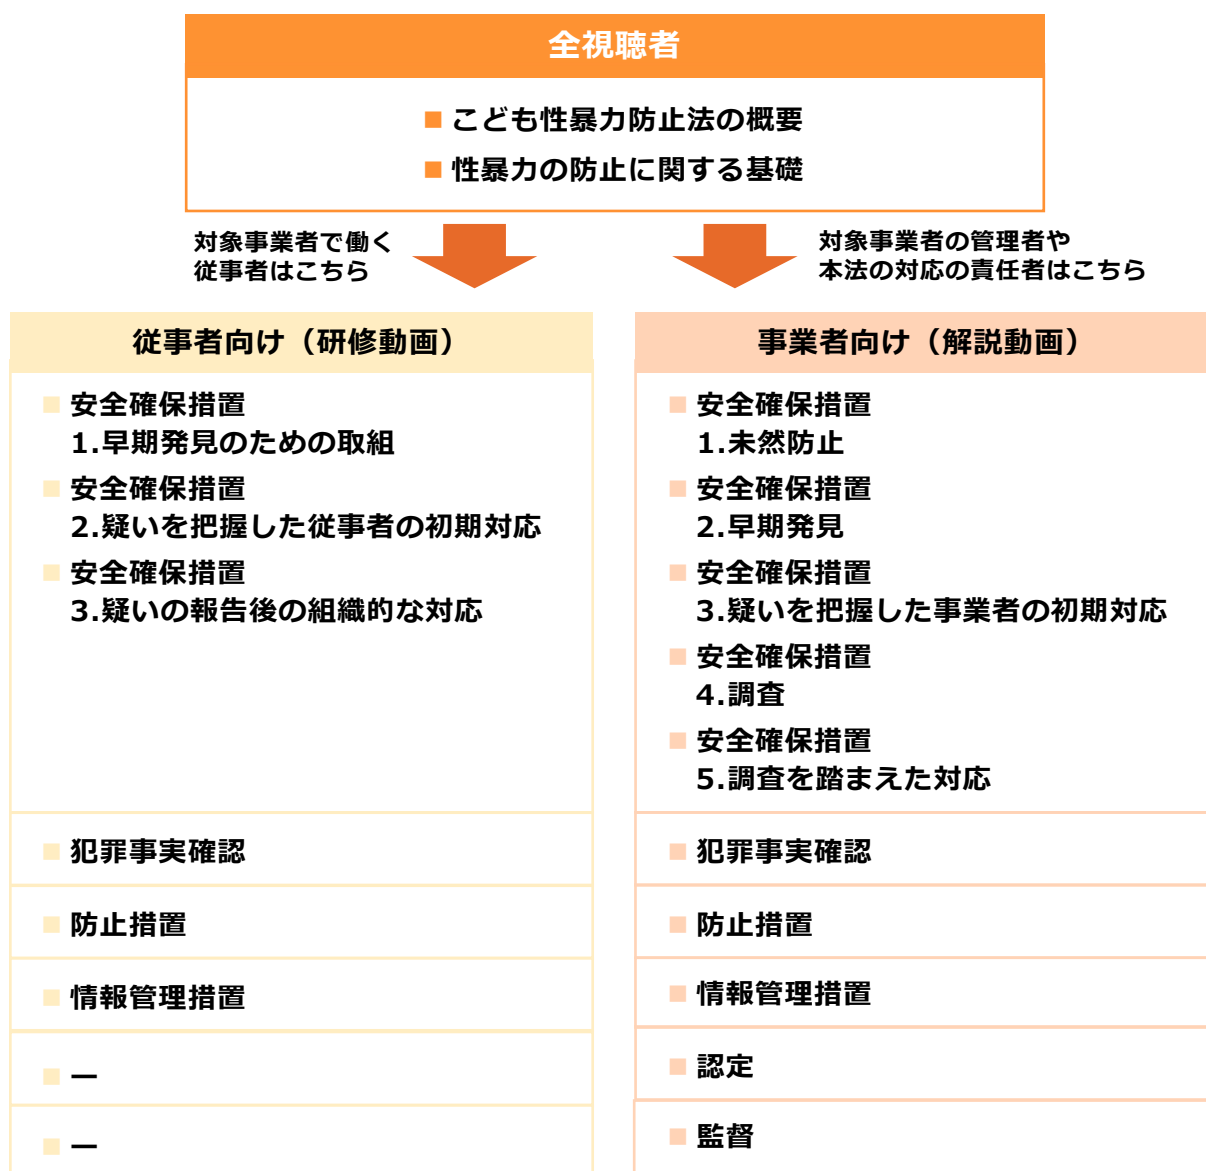 全視聴者
こども性暴力防止法の概要
性暴力の防止に関する基礎
対象事業者で働く
従事者はこちら
対象事業者の管理者や
本法の対応の責任者はこちら
従事者向け（研修動画）
安全確保措置
1.早期発見のための取組
安全確保措置
2.疑いを把握した従事者の初期対応
安全確保措置
3.疑いの報告後の組織的な対応
犯罪事実確認
防止措置
情報管理措置
ー
ー
事業者向け（解説動画）
安全確保措置
1.未然防止
安全確保措置
2.早期発見
安全確保措置
3.疑いを把握した事業者の初期対応
安全確保措置
4.調査
安全確保措置
5.調査を踏まえた対応
犯罪事実確認
防止措置
情報管理措置
認定
監督